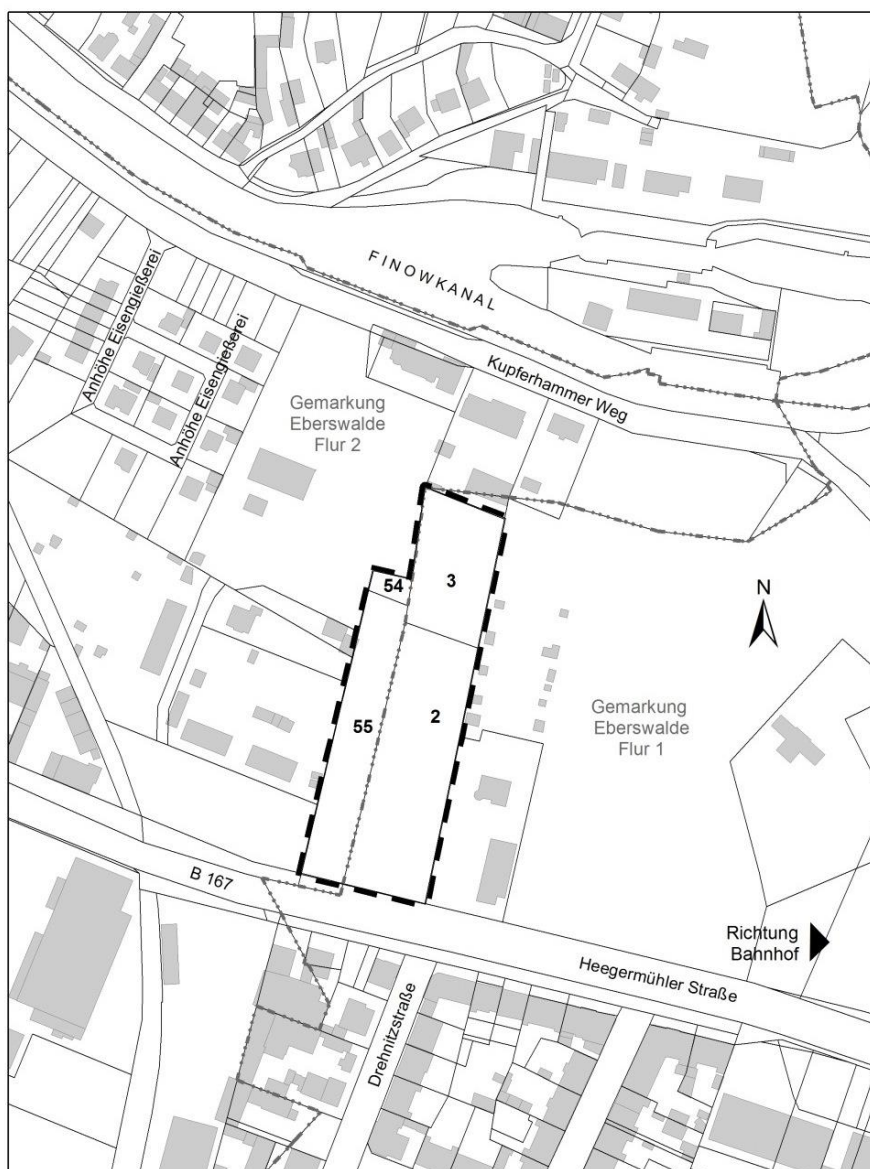 FINOWKANAL
Anhöhe Eisengießerei
Anhöhe Eisengießerei
Kupferhammer Weg
Gemarkung
Eberswalde
Flur 2
54
3
N
55
2
Gemarkung
Eberswalde
Flur 1
B 167
Richtung
Bahnhof
Heegermühler Straße
Drehnitzstraße